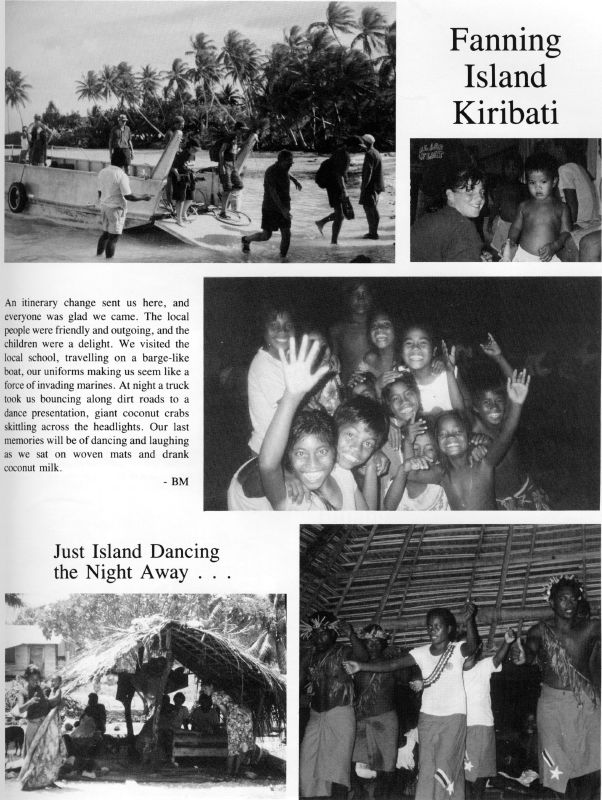 Fanning
Island
Kiribati
An itinerary change sent us here, and
everyone was glad we came. The local
people were friendly and outgoing, and the
children were a delight. We visited the
local school, travelling on a barge-like
boat, our uniforms making us seem like a
force of invading marines. At night a truck
took us bouncing along dirt roads to a
dance presentation, giant coconut crabs
skittling across the headlights. Our last
memories will be of dancing and laughing
as we sat on woven mats and drank
coconut milk.
- BM
Just Island Dancing
the Night Away . . .